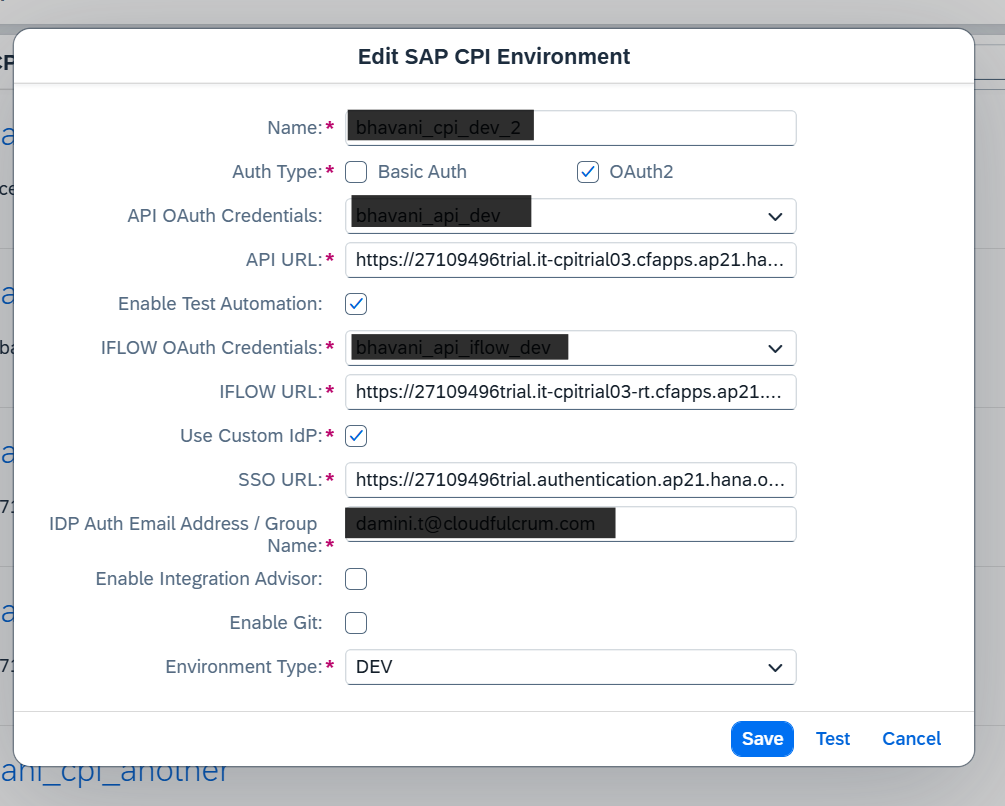 Edit SAP CPI Environment
Name:* bhavani_cpi_dev_2
Auth Type:* Basic Auth OAuth2
API OAuth Credentials: bhavani_api_dev
API URL:* https://27109496trial.it-cpitrial03.cfapps.ap21.ha...
Enable Test Automation:
IFLOW OAuth Credentials:* bhavani_api_iflow_dev
IFLOW URL:* https://27109496trial.it-cpitrial03-rt.cfapps.ap21....
Use Custom IdP:*
SSO URL:* https://27109496trial.authentication.ap21.hana.o...
IDP Auth Email Address / Group
Name:* damini.t@cloudfulcrum.com
Enable Integration Advisor:
Enable Git:
Environment Type:* DEV
Save Test Cancel
ani_cpi_another